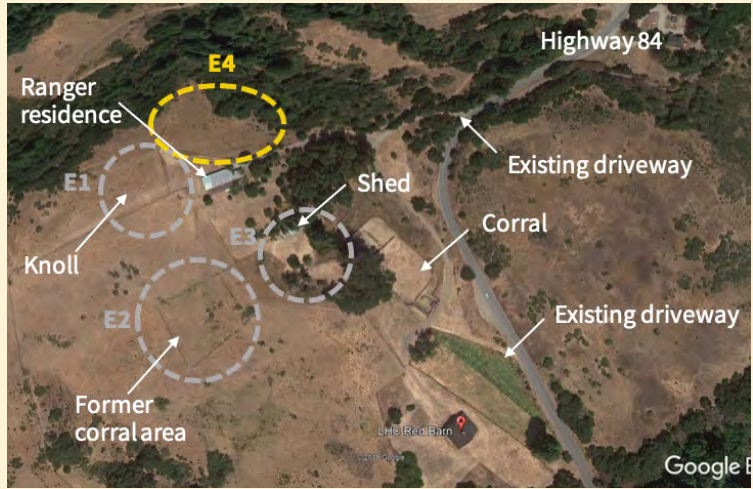 Highway 84
E4
Ranger
residence
Existing driveway
E1
Shed
Corral
E3
Knoll
E2
Existing driveway
Former
corral area
LHC Red Barn
Google E